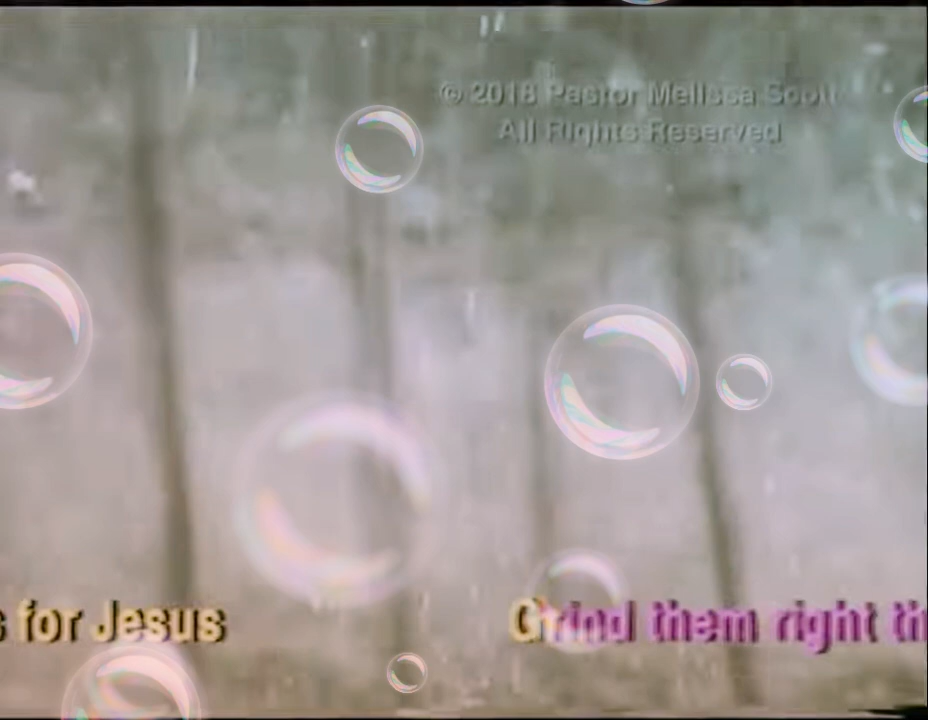 © 2018 Pastor Melissa Scott
All Rights Reserved
for Jesus
Grind them right